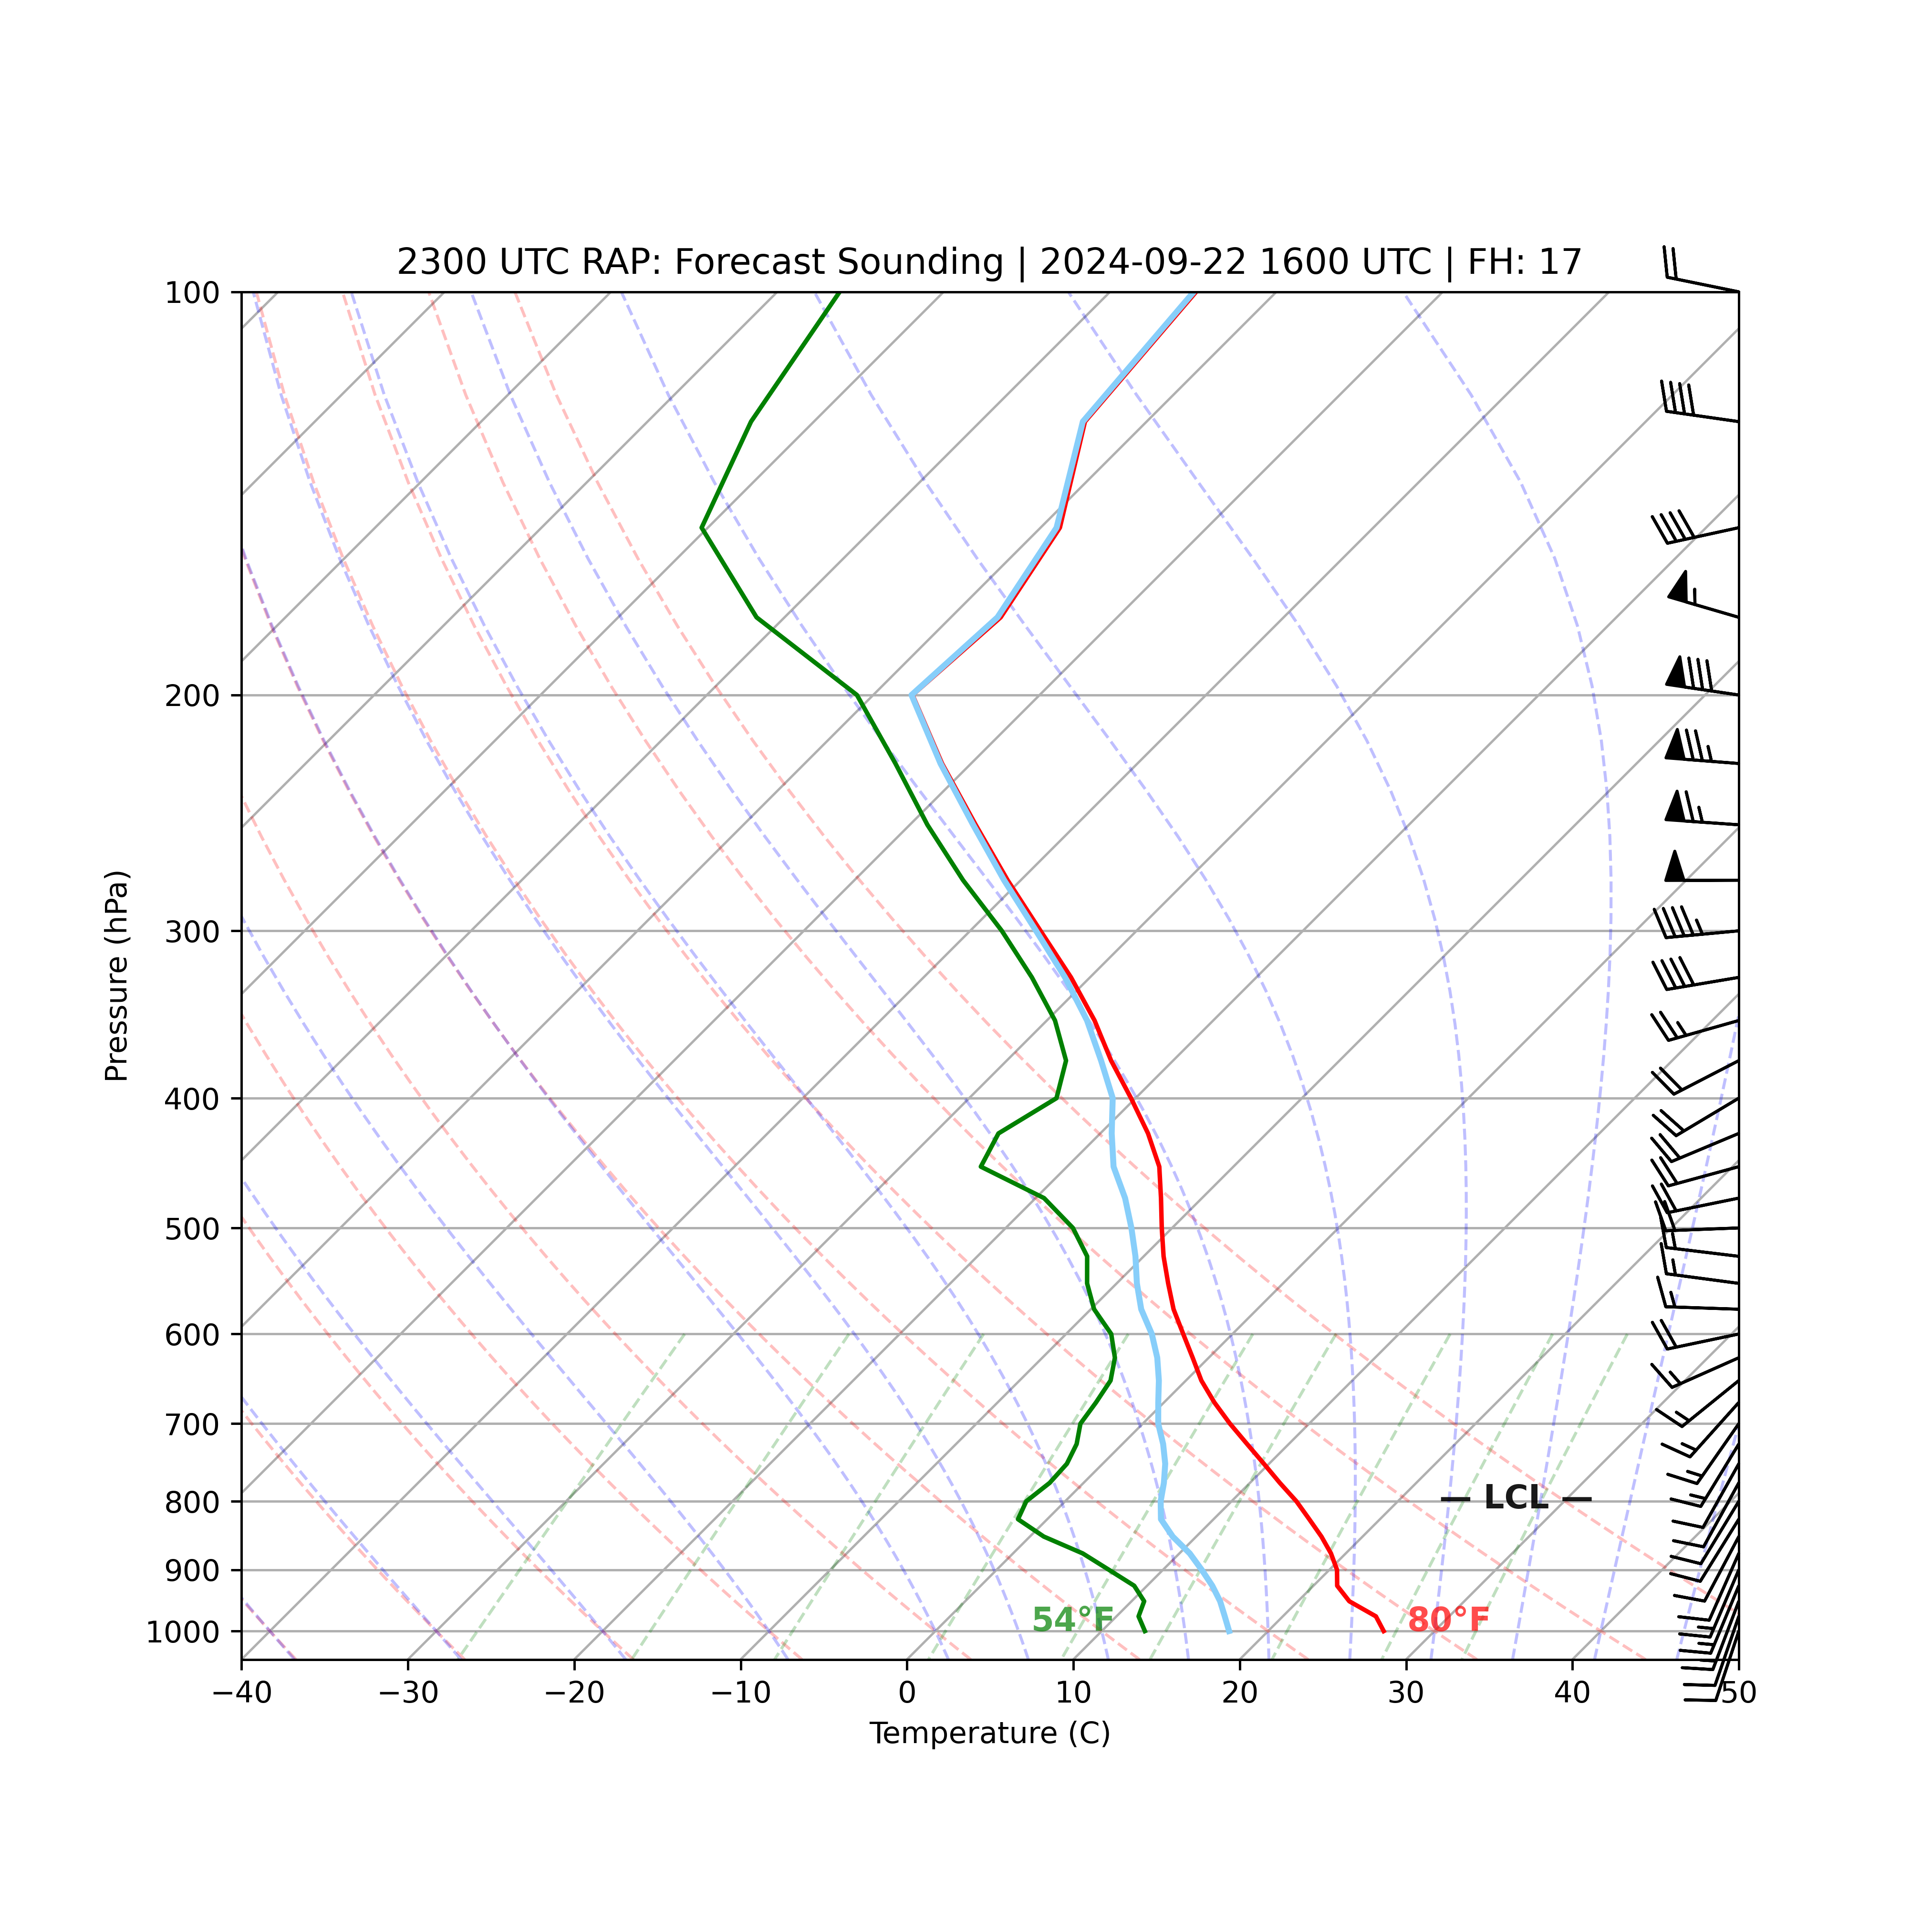 2300 UTC RAP: Forecast Sounding | 2024-09-22 1600 UTC | FH: 17
100
200
300
400
500
600
700
800
900
1000
Pressure (hPa)
— LCL —
54°F
80°F
−40 −30 −20 −10 0 10 20 30 40 50
Temperature (C)